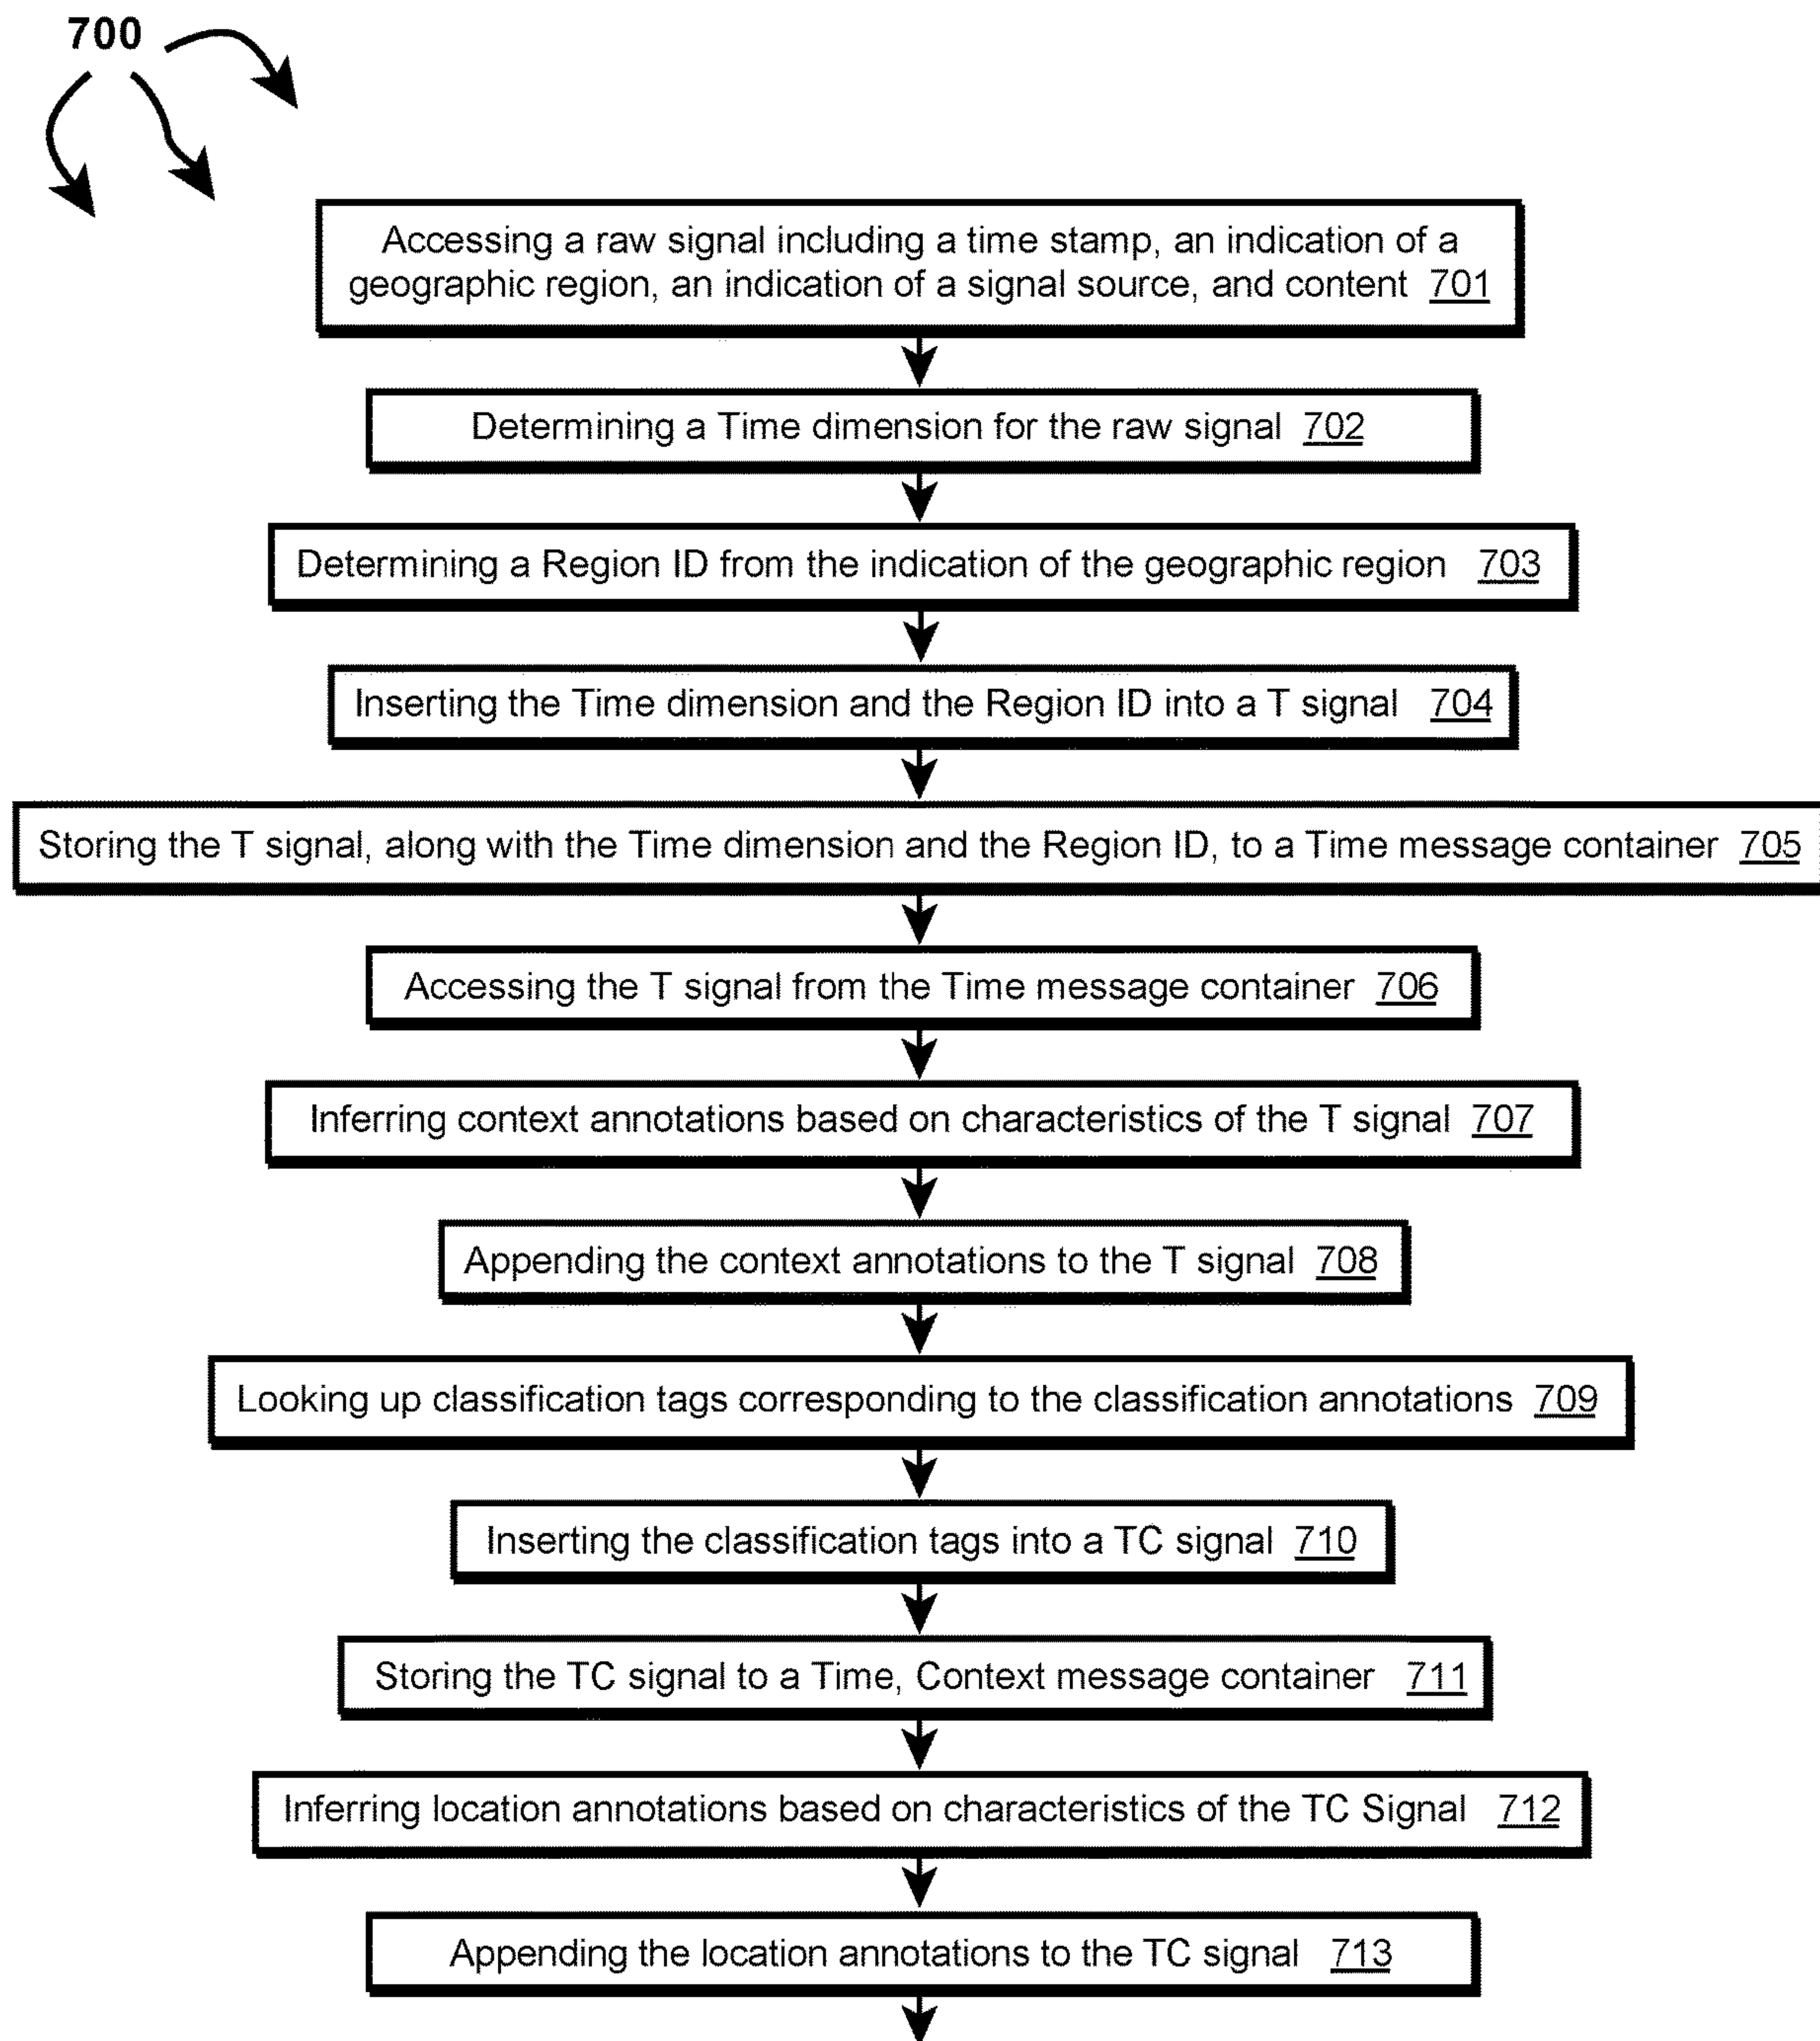 700
Accessing a raw signal including a time stamp, an indication of a
geographic region, an indication of a signal source, and content 701
Determining a Time dimension for the raw signal 702
Determining a Region ID from the indication of the geographic region 703
Inserting the Time dimension and the Region ID into a T signal 704
Storing the T signal, along with the Time dimension and the Region ID, to a Time message container 705
Accessing the T signal from the Time message container 706
Inferring context annotations based on characteristics of the T signal 707
Appending the context annotations to the T signal 708
Looking up classification tags corresponding to the classification annotations 709
Inserting the classification tags into a TC signal 710
Storing the TC signal to a Time, Context message container 711
Inferring location annotations based on characteristics of the TC Signal 712
Appending the location annotations to the TC signal 713